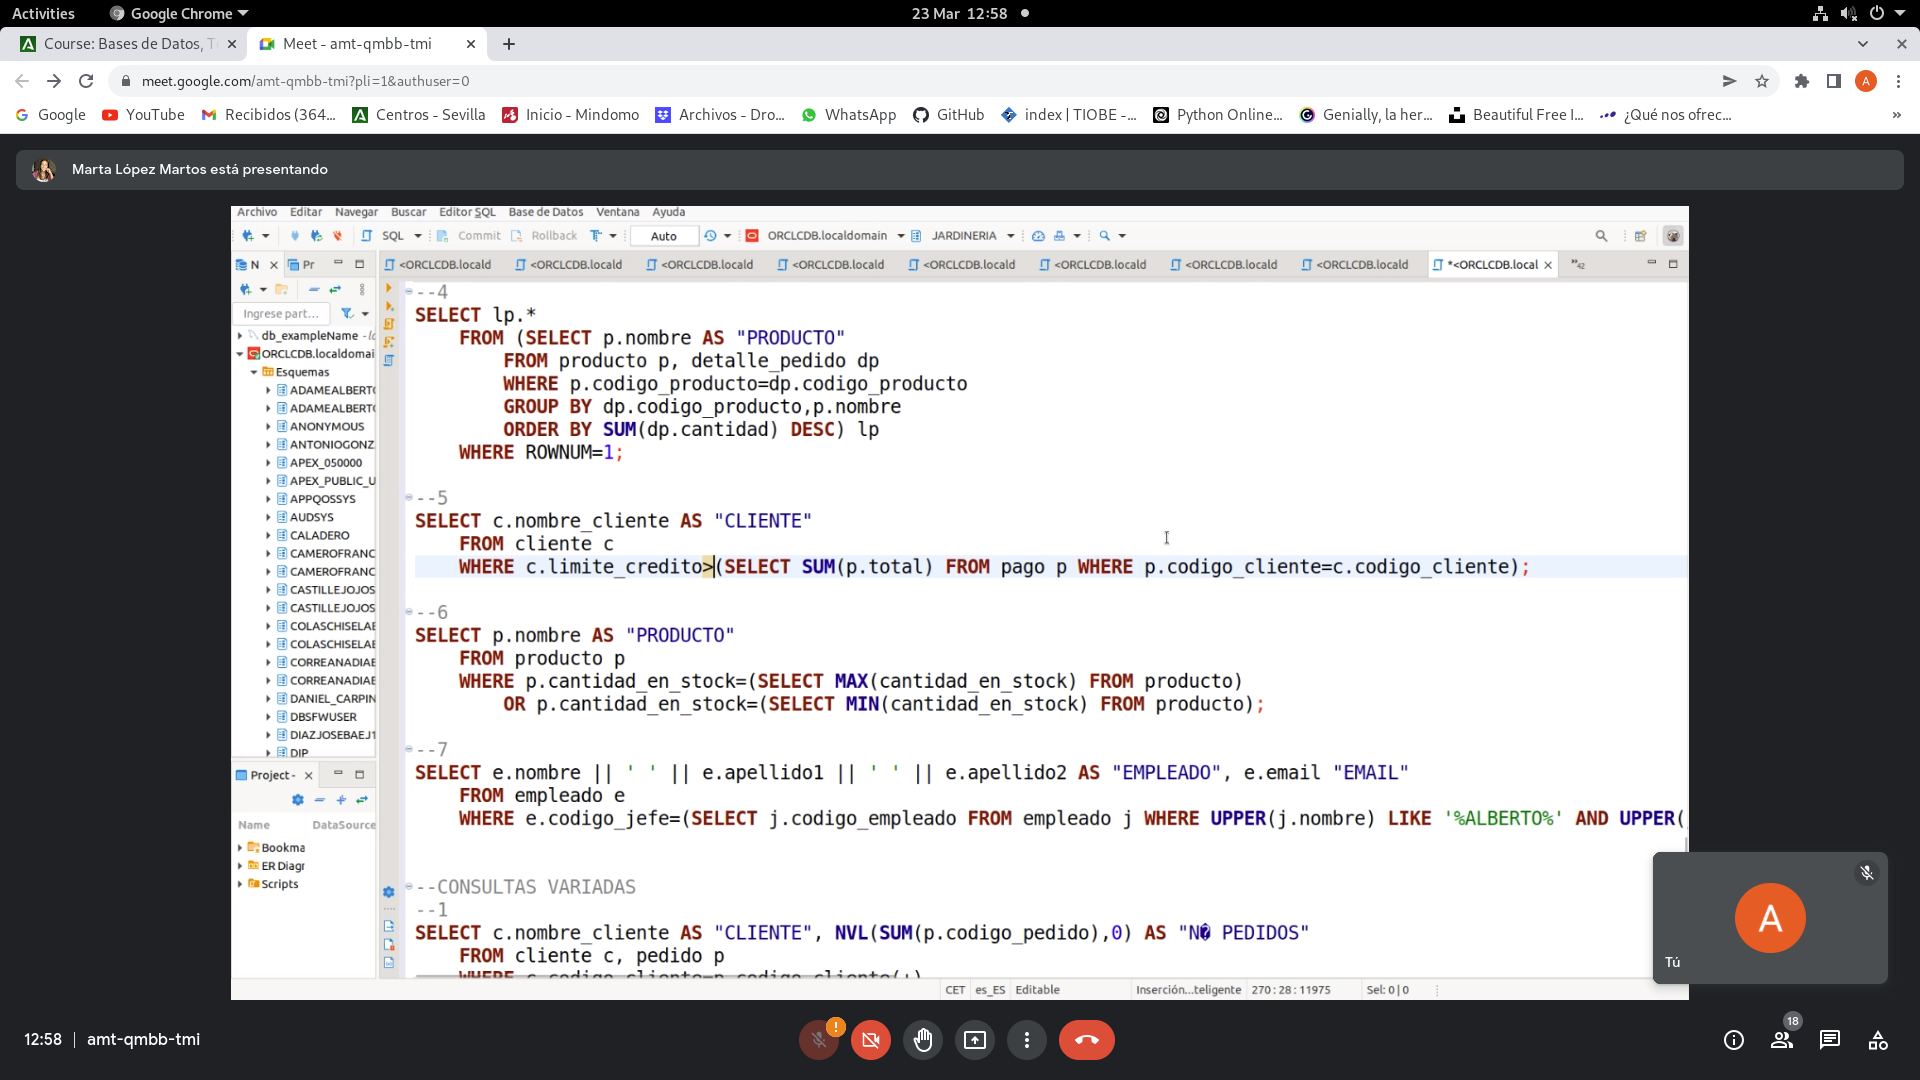 Activities
Google Chrome
23 Mar 12:58
Course: Bases de Datos, T
Meet - amt-qmbb-tmi
meet.google.com/amt-qmbb-tmi?pli=1&authuser=0
Google YouTube Recibidos (364... Centros - Sevilla Inicio - Mindomo Archivos - Dro... WhatsApp GitHub index | TIOBE -... Python Online... Genially, la her... Beautiful Free I... ¿Qué nos ofrec... »
Marta López Martos está presentando
Archivo Editar Navegar Buscar Editor SQL Base de Datos Ventana Ayuda
SQL Commit Rollback Auto ORCLCDB.localdomain JARDINERIA
N Pr <ORCLCDB.locald <ORCLCDB.locald <ORCLCDB.locald <ORCLCDB.locald <ORCLCDB.locald <ORCLCDB.locald <ORCLCDB.locald <ORCLCDB.locald *<ORCLCDB.local »42
Ingrese part...
db_exampleName
ORCLCDB.localdomai
Esquemas
ADAMEALBERTO
ADAMEALBERTO
ANONYMOUS
ANTONIOGONZ
APEX_050000
APEX_PUBLIC_U
APPQOSSYS
AUDSYS
CALADERO
CAMEROFRANC
CAMEROFRANC
CASTILLEJOJOS
CASTILLEJOJOS
COLASCHISELAE
COLASCHISELAE
CORREANADIAE
CORREANADIAE
DANIEL_CARPIN
DBSFWUSER
DIAZJOSEBAEJ1
DIP
Project -
Name DataSource
Bookma
ER Diagr
Scripts
--4
SELECT lp.*
FROM (SELECT p.nombre AS "PRODUCTO"
FROM producto p, detalle_pedido dp
WHERE p.codigo_producto=dp.codigo_producto
GROUP BY dp.codigo_producto,p.nombre
ORDER BY SUM(dp.cantidad) DESC) lp
WHERE ROWNUM=1;
--5
SELECT c.nombre_cliente AS "CLIENTE"
FROM cliente c
WHERE c.limite_credito>(SELECT SUM(p.total) FROM pago p WHERE p.codigo_cliente=c.codigo_cliente);
--6
SELECT p.nombre AS "PRODUCTO"
FROM producto p
WHERE p.cantidad_en_stock=(SELECT MAX(cantidad_en_stock) FROM producto)
OR p.cantidad_en_stock=(SELECT MIN(cantidad_en_stock) FROM producto);
--7
SELECT e.nombre || ' ' || e.apellido1 || ' ' || e.apellido2 AS "EMPLEADO", e.email "EMAIL"
FROM empleado e
WHERE e.codigo_jefe=(SELECT j.codigo_empleado FROM empleado j WHERE UPPER(j.nombre) LIKE '%ALBERTO%' AND UPPER(
--CONSULTAS VARIADAS
--1
SELECT c.nombre_cliente AS "CLIENTE", NVL(SUM(p.codigo_pedido),0) AS "N� PEDIDOS"
FROM cliente c, pedido p
WHERE c.codigo_cliente=p.codigo_cliente(+)
CET es_ES Editable Inserción...teligente 270 : 28 : 11975 Sel: 0 | 0
A
Tú
12:58 | amt-qmbb-tmi
18